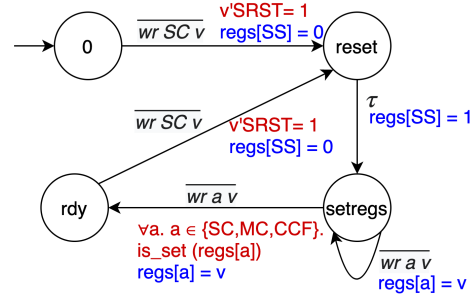 wr SC v
v'SRST= 1
regs[SS] = 0
0
reset
wr SC v
τ
regs[SS] = 1
v'SRST= 1
regs[SS] = 0
rdy
wr a v
setregs
∀a. a ∈ {SC,MC,CCF}.
is_set (regs[a])
regs[a] = v
wr a v
regs[a] = v